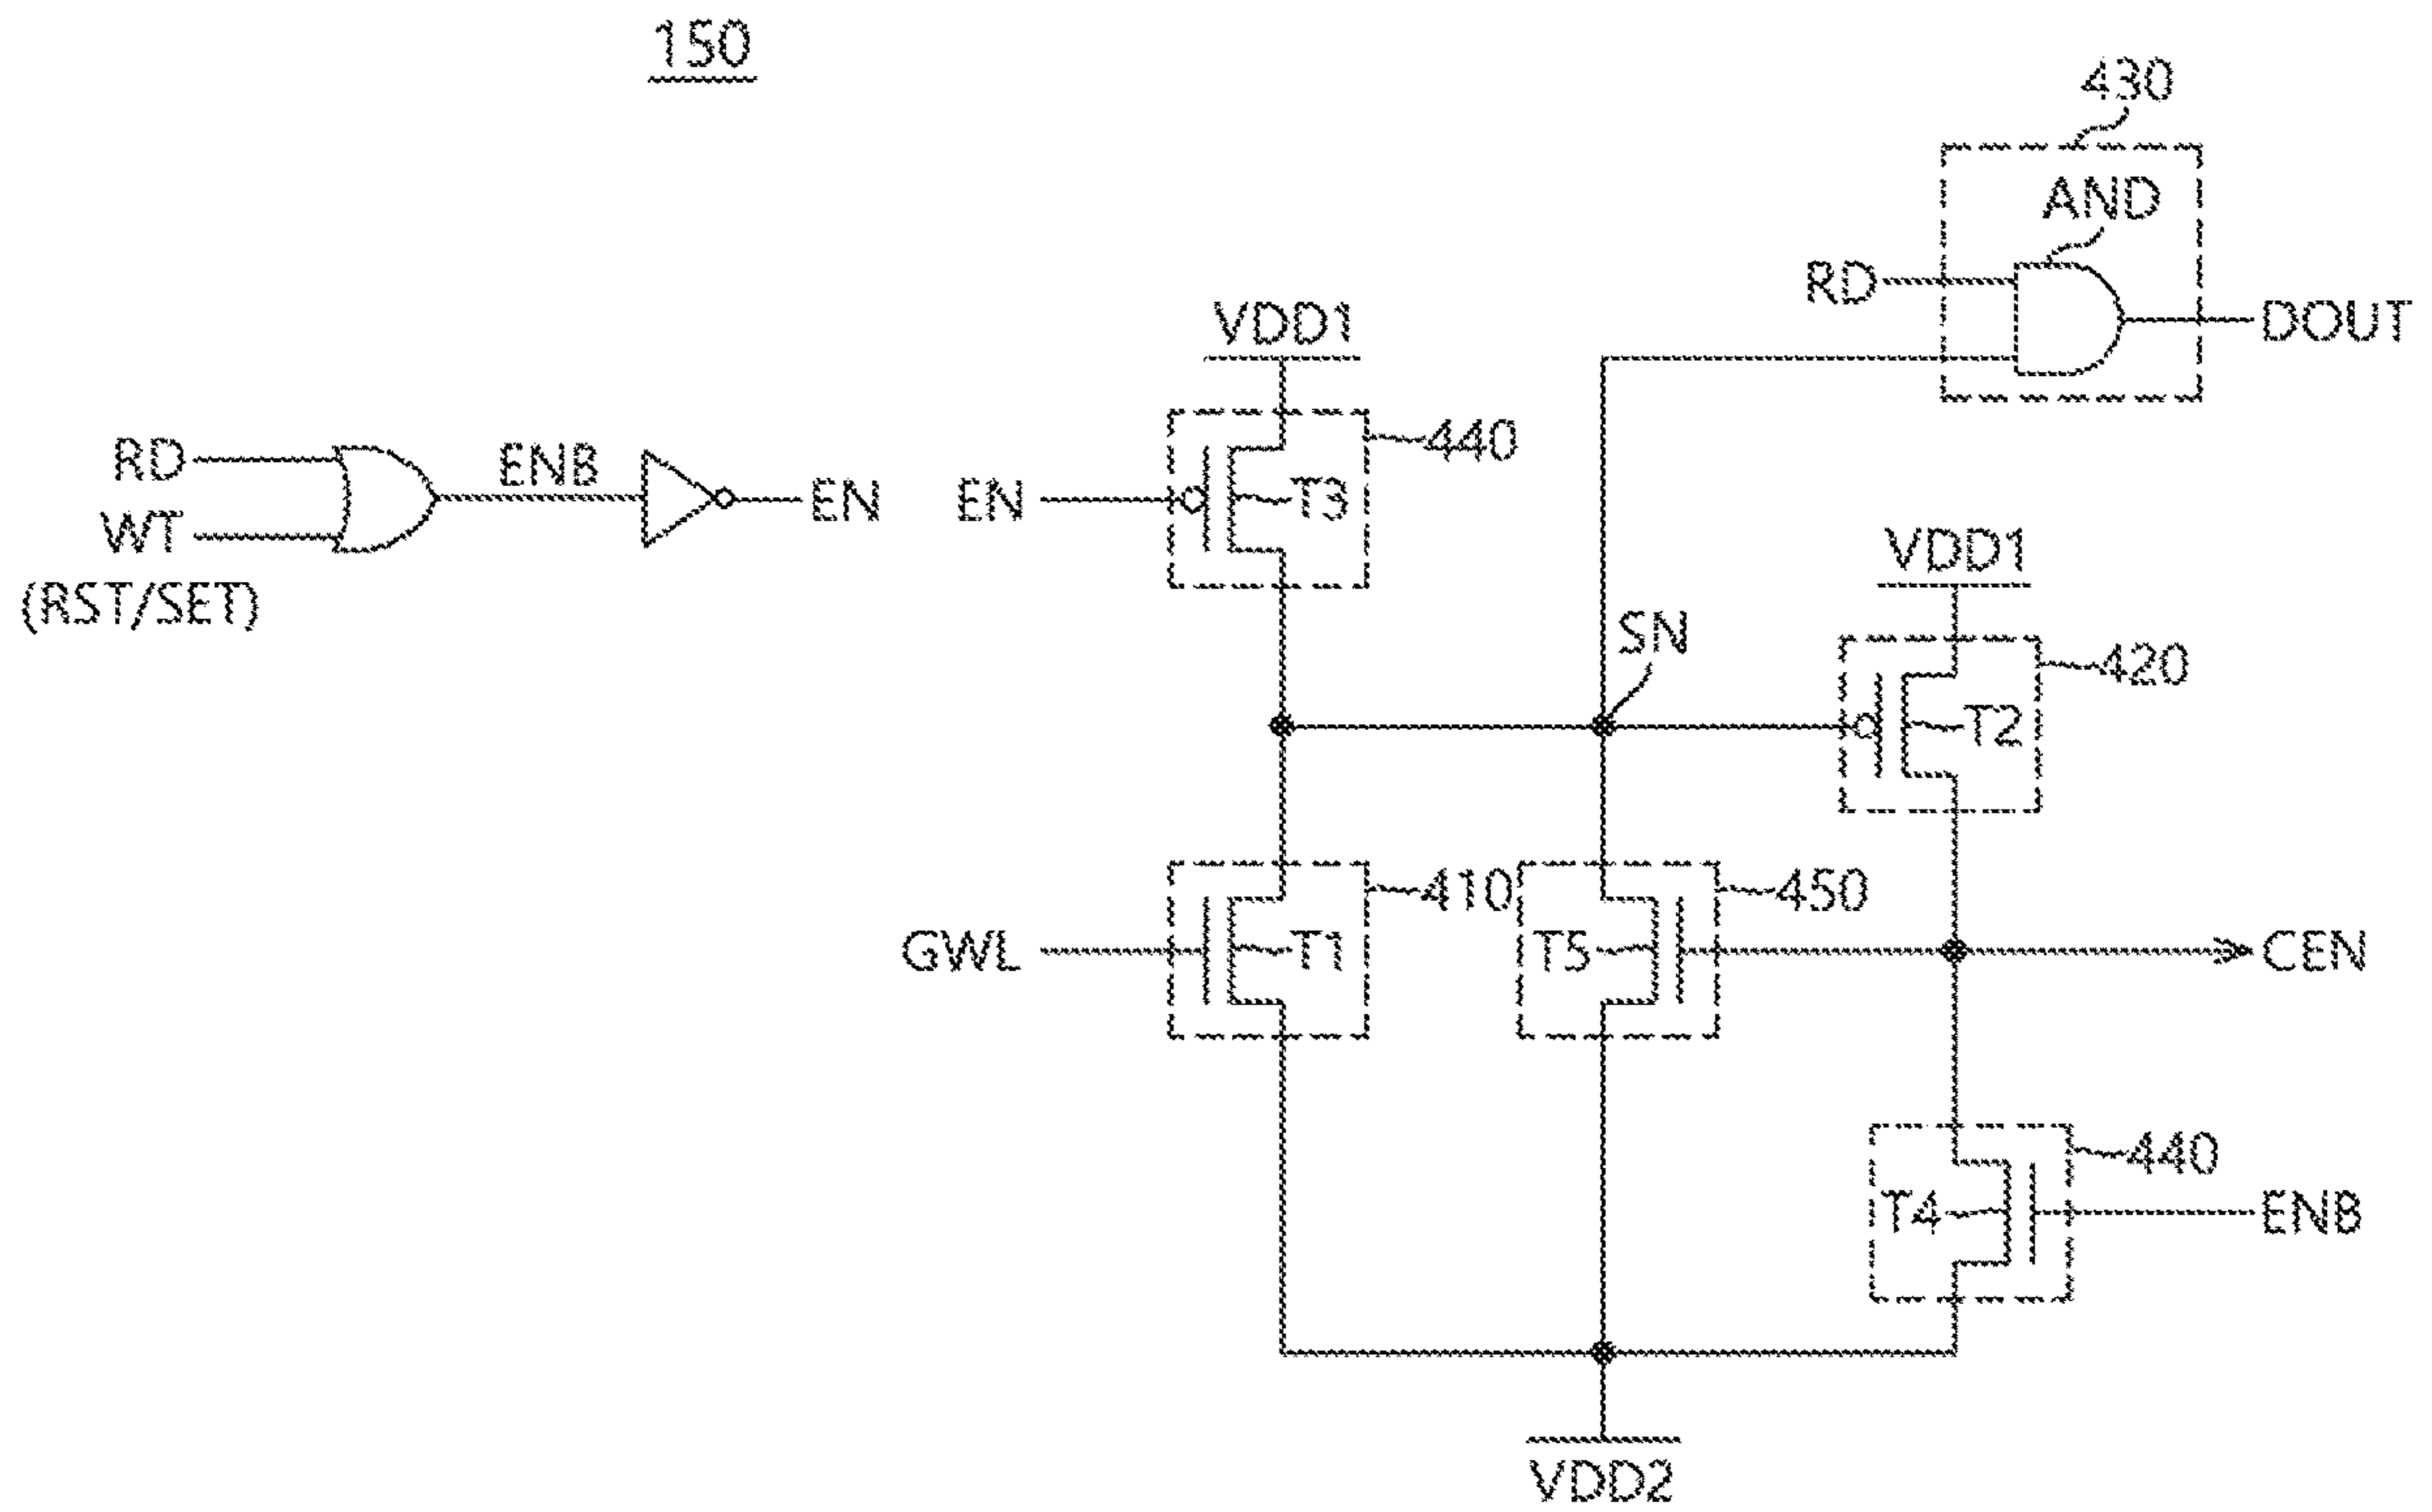 150
430
AND
RD
DOUT
VDD1
440
RD
ENB
EN
EN
T3
WT
(RST/SET)
VDD1
SN
420
T2
410
450
GWL
T1
T5
CEN
440
T4
ENB
VDD2